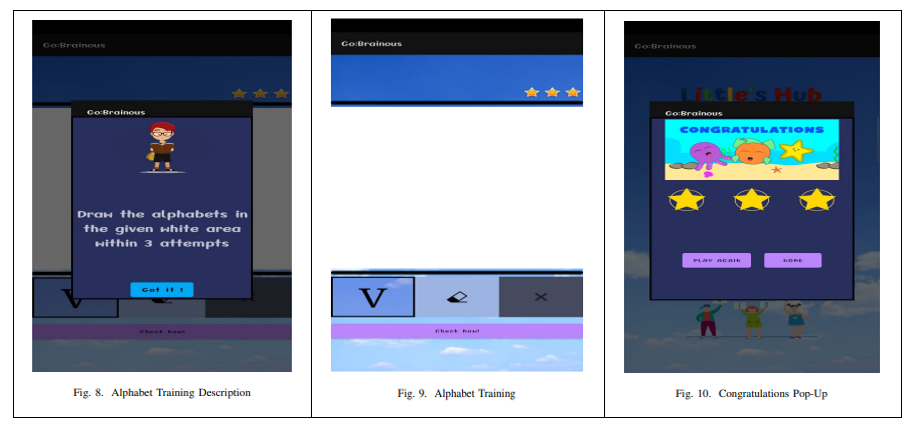 Go:Brainous
Go:Brainous
Draw the alphabets in
the given white area
within 3 attempts
Got it !
V
Check Now!
Fig. 8. Alphabet Training Description
Go:Brainous
V
Check Now!
Fig. 9. Alphabet Training
Go:Brainous
Little's Hub
Go:Brainous
CONGRATULATIONS
PLAY AGAIN
HOME
Fig. 10. Congratulations Pop-Up